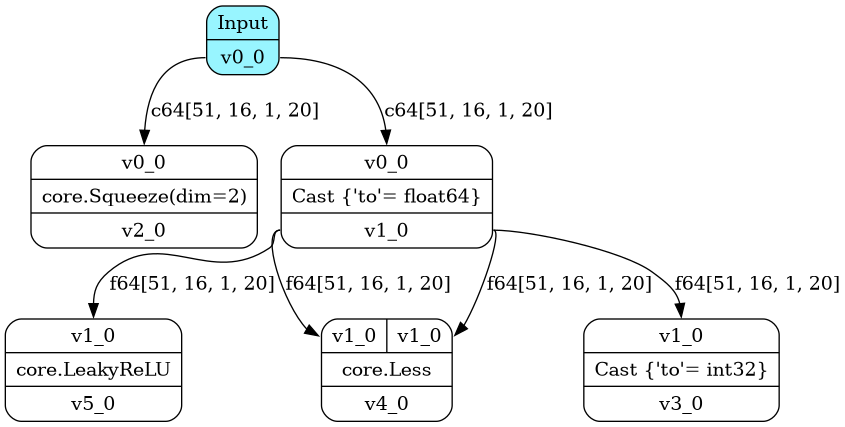 Input
v0_0
c64[51, 16, 1, 20] c64[51, 16, 1, 20]
v0_0
core.Squeeze(dim=2)
v2_0
v0_0
Cast {'to'= float64}
v1_0
f64[51, 16, 1, 20] f64[51, 16, 1, 20] f64[51, 16, 1, 20] f64[51, 16, 1, 20]
v1_0
core.LeakyReLU
v5_0
v1_0 v1_0
core.Less
v4_0
v1_0
Cast {'to'= int32}
v3_0